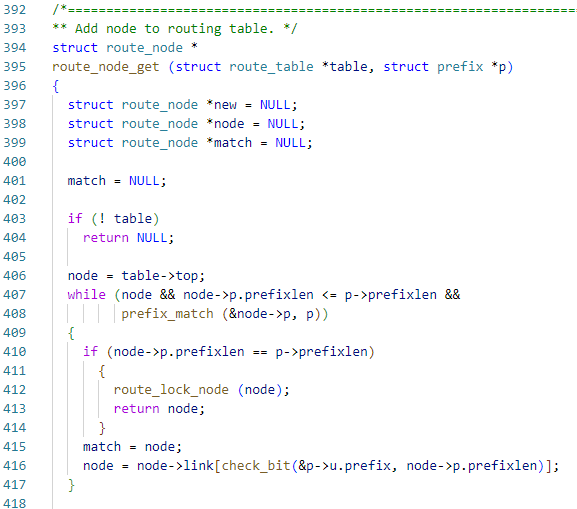 392 /*==================================================================
393 ** Add node to routing table. */
394 struct route_node *
395 route_node_get (struct route_table *table, struct prefix *p)
396 {
397   struct route_node *new = NULL;
398   struct route_node *node = NULL;
399   struct route_node *match = NULL;
400
401   match = NULL;
402
403   if (! table)
404     return NULL;
405
406   node = table->top;
407   while (node && node->p.prefixlen <= p->prefixlen &&
408          prefix_match (&node->p, p))
409   {
410     if (node->p.prefixlen == p->prefixlen)
411       {
412         route_lock_node (node);
413         return node;
414       }
415     match = node;
416     node = node->link[check_bit(&p->u.prefix, node->p.prefixlen)];
417   }
418